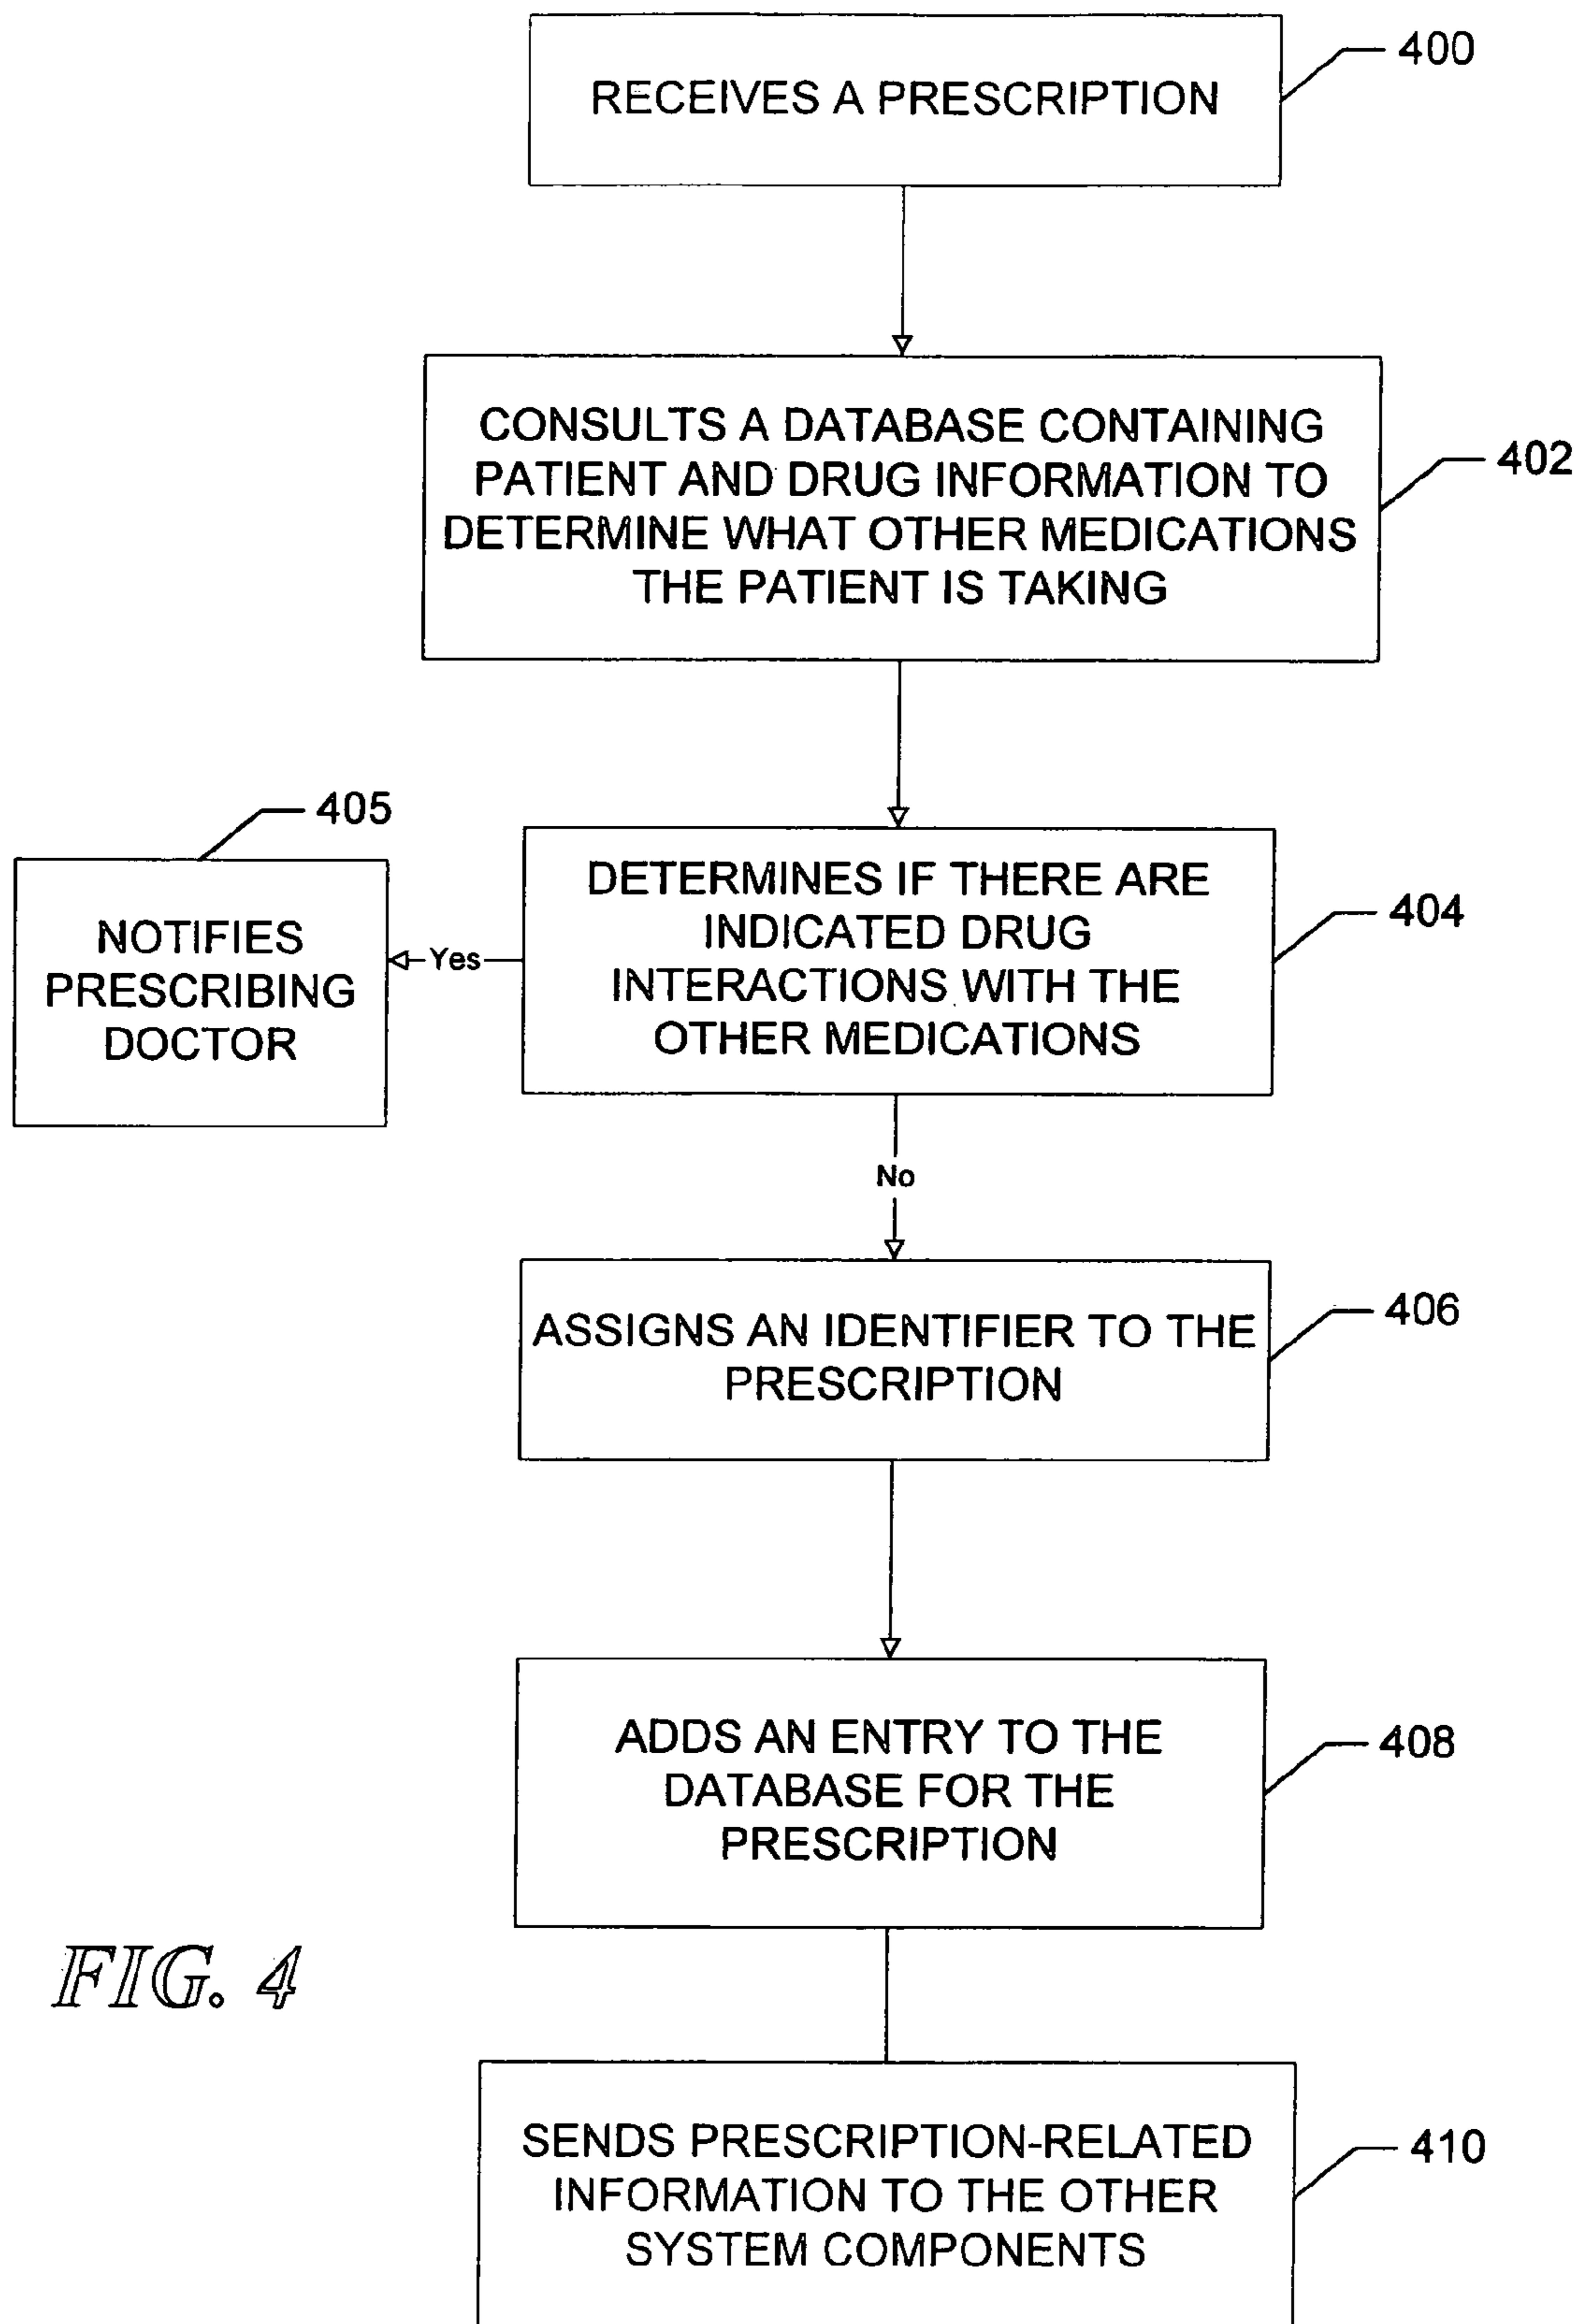 400
RECEIVES A PRESCRIPTION
402
CONSULTS A DATABASE CONTAINING
PATIENT AND DRUG INFORMATION TO
DETERMINE WHAT OTHER MEDICATIONS
THE PATIENT IS TAKING
405
NOTIFIES
PRESCRIBING
DOCTOR
Yes
404
DETERMINES IF THERE ARE
INDICATED DRUG
INTERACTIONS WITH THE
OTHER MEDICATIONS
No
406
ASSIGNS AN IDENTIFIER TO THE
PRESCRIPTION
408
ADDS AN ENTRY TO THE
DATABASE FOR THE
PRESCRIPTION
FIG. 4
410
SENDS PRESCRIPTION-RELATED
INFORMATION TO THE OTHER
SYSTEM COMPONENTS